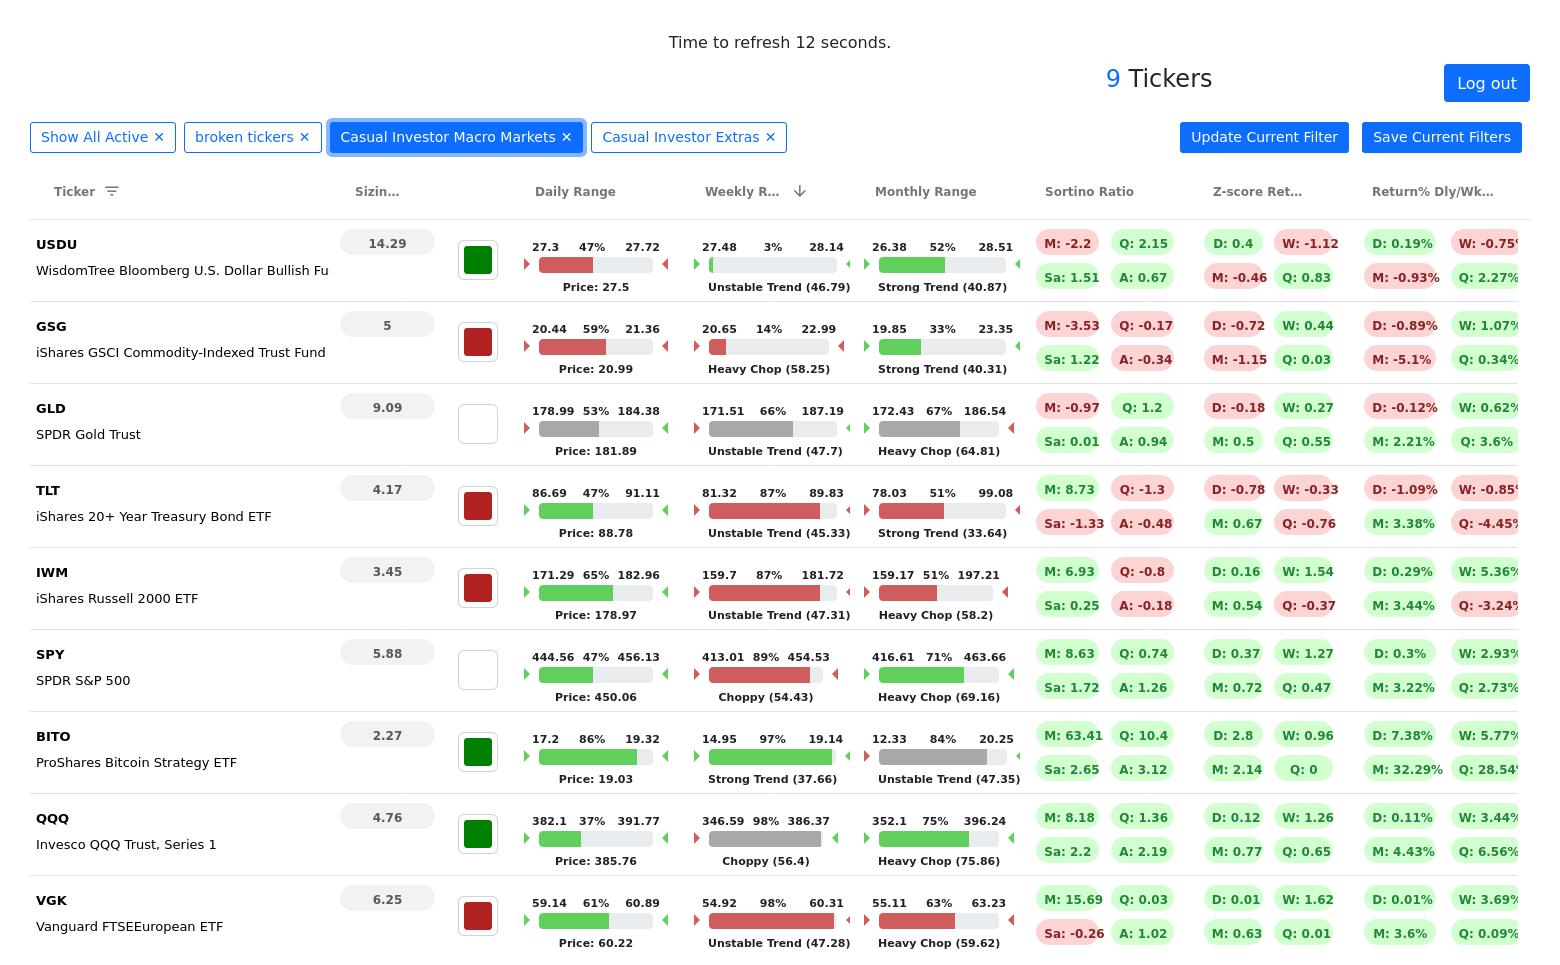 Time to refresh 12 seconds.
9 Tickers
Log out
Show All Active ✕ broken tickers ✕ Casual Investor Macro Markets ✕ Casual Investor Extras ✕ Update Current Filter Save Current Filters
Ticker Sizin... Daily Range Weekly R... Monthly Range Sortino Ratio Z-score Ret... Return% Dly/Wk...
USDU 14.29 27.3 47% 27.72 27.48 3% 28.14 26.38 52% 28.51 M: -2.2 Q: 2.15 D: 0.4 W: -1.12 D: 0.19% W: -0.75%
WisdomTree Bloomberg U.S. Dollar Bullish Fu Price: 27.5 Unstable Trend (46.79) Strong Trend (40.87) Sa: 1.51 A: 0.67 M: -0.46 Q: 0.83 M: -0.93% Q: 2.27%
GSG 5 20.44 59% 21.36 20.65 14% 22.99 19.85 33% 23.35 M: -3.53 Q: -0.17 D: -0.72 W: 0.44 D: -0.89% W: 1.07%
iShares GSCI Commodity-Indexed Trust Fund Price: 20.99 Heavy Chop (58.25) Strong Trend (40.31) Sa: 1.22 A: -0.34 M: -1.15 Q: 0.03 M: -5.1% Q: 0.34%
GLD 9.09 178.99 53% 184.38 171.51 66% 187.19 172.43 67% 186.54 M: -0.97 Q: 1.2 D: -0.18 W: 0.27 D: -0.12% W: 0.62%
SPDR Gold Trust Price: 181.89 Unstable Trend (47.7) Heavy Chop (64.81) Sa: 0.01 A: 0.94 M: 0.5 Q: 0.55 M: 2.21% Q: 3.6%
TLT 4.17 86.69 47% 91.11 81.32 87% 89.83 78.03 51% 99.08 M: 8.73 Q: -1.3 D: -0.78 W: -0.33 D: -1.09% W: -0.85%
iShares 20+ Year Treasury Bond ETF Price: 88.78 Unstable Trend (45.33) Strong Trend (33.64) Sa: -1.33 A: -0.48 M: 0.67 Q: -0.76 M: 3.38% Q: -4.45%
IWM 3.45 171.29 65% 182.96 159.7 87% 181.72 159.17 51% 197.21 M: 6.93 Q: -0.8 D: 0.16 W: 1.54 D: 0.29% W: 5.36%
iShares Russell 2000 ETF Price: 178.97 Unstable Trend (47.31) Heavy Chop (58.2) Sa: 0.25 A: -0.18 M: 0.54 Q: -0.37 M: 3.44% Q: -3.24%
SPY 5.88 444.56 47% 456.13 413.01 89% 454.53 416.61 71% 463.66 M: 8.63 Q: 0.74 D: 0.37 W: 1.27 D: 0.3% W: 2.93%
SPDR S&P 500 Price: 450.06 Choppy (54.43) Heavy Chop (69.16) Sa: 1.72 A: 1.26 M: 0.72 Q: 0.47 M: 3.22% Q: 2.73%
BITO 2.27 17.2 86% 19.32 14.95 97% 19.14 12.33 84% 20.25 M: 63.41 Q: 10.4 D: 2.8 W: 0.96 D: 7.38% W: 5.77%
ProShares Bitcoin Strategy ETF Price: 19.03 Strong Trend (37.66) Unstable Trend (47.35) Sa: 2.65 A: 3.12 M: 2.14 Q: 0 M: 32.29% Q: 28.54%
QQQ 4.76 382.1 37% 391.77 346.59 98% 386.37 352.1 75% 396.24 M: 8.18 Q: 1.36 D: 0.12 W: 1.26 D: 0.11% W: 3.44%
Invesco QQQ Trust, Series 1 Price: 385.76 Choppy (56.4) Heavy Chop (75.86) Sa: 2.2 A: 2.19 M: 0.77 Q: 0.65 M: 4.43% Q: 6.56%
VGK 6.25 59.14 61% 60.89 54.92 98% 60.31 55.11 63% 63.23 M: 15.69 Q: 0.03 D: 0.01 W: 1.62 D: 0.01% W: 3.69%
Vanguard FTSEEuropean ETF Price: 60.22 Unstable Trend (47.28) Heavy Chop (59.62) Sa: -0.26 A: 1.02 M: 0.63 Q: 0.01 M: 3.6% Q: 0.09%